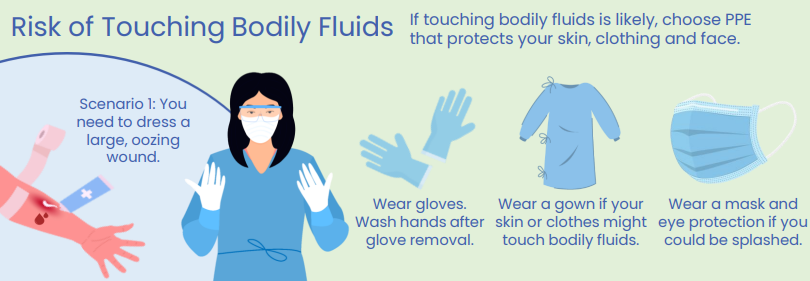 Risk of Touching Bodily Fluids
If touching bodily fluids is likely, choose PPE
that protects your skin, clothing and face.
Scenario 1: You
need to dress a
large, oozing
wound.
Wear gloves.
Wash hands after
glove removal.
Wear a gown if your
skin or clothes might
touch bodily fluids.
Wear a mask and
eye protection if you
could be splashed.